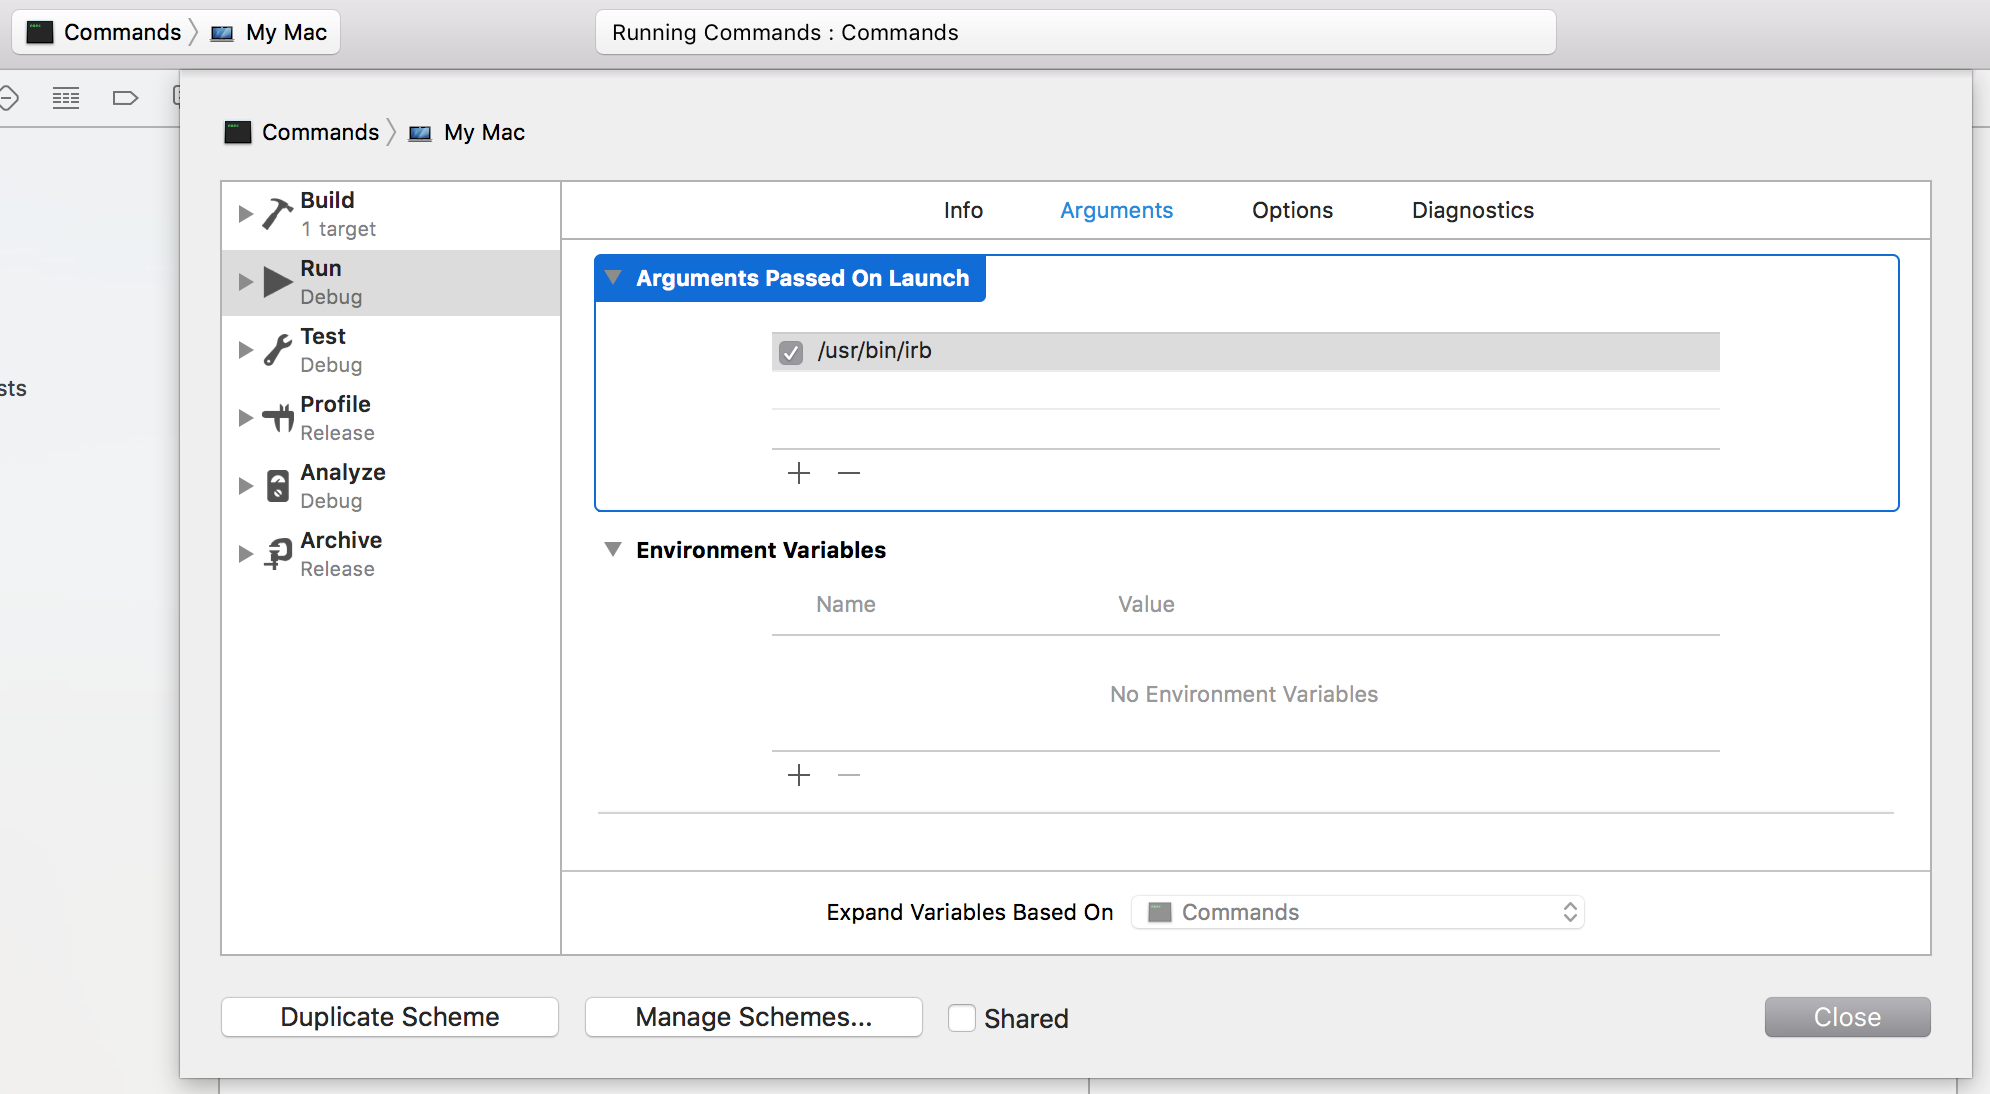 Commands My Mac
Running Commands : Commands
Commands My Mac
sts
Build
1 target
Run
Debug
Test
Debug
Profile
Release
Analyze
Debug
Archive
Release
Info Arguments Options Diagnostics
Arguments Passed On Launch
/usr/bin/irb
Environment Variables
Name Value
No Environment Variables
Expand Variables Based On Commands
Duplicate Scheme Manage Schemes... Shared Close